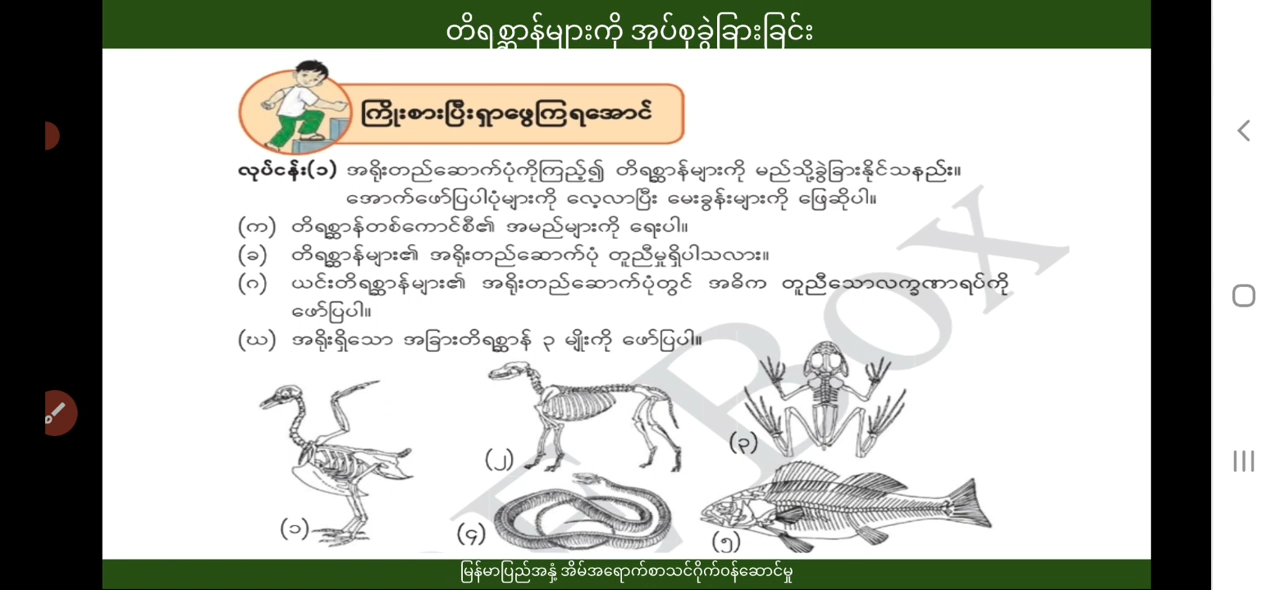 တိရစ္ဆာန်များကို အုပ်စုခွဲခြားခြင်း
ကြိုးစားပြီးရှာဖွေကြရအောင်
လုပ်ငန်း(၁) အရိုးတည်ဆောက်ပုံကိုကြည့်၍ တိရစ္ဆာန်များကို မည်သို့ခွဲခြားနိုင်သနည်း။
အောက်ဖော်ပြပါပုံများကို လေ့လာပြီး မေးခွန်းများကို ဖြေဆိုပါ။
(က) တိရစ္ဆာန်တစ်ကောင်စီ၏ အမည်များကို ရေးပါ။
(ခ) တိရစ္ဆာန်များ၏ အရိုးတည်ဆောက်ပုံ တူညီမှုရှိပါသလား။
(ဂ) ယင်းတိရစ္ဆာန်များ၏ အရိုးတည်ဆောက်ပုံတွင် အဓိက တူညီသောလက္ခဏာရပ်ကို
ဖော်ပြပါ။
(ဃ) အရိုးရှိသော အခြားတိရစ္ဆာန် ၃ မျိုးကို ဖော်ပြပါ။
(၁)
(၂)
(၃)
(၄)
(၅)
BOX
မြန်မာပြည်အနှံ့ အိမ်အရောက်စာသင်ဂိုက်ဝန်ဆောင်မှု